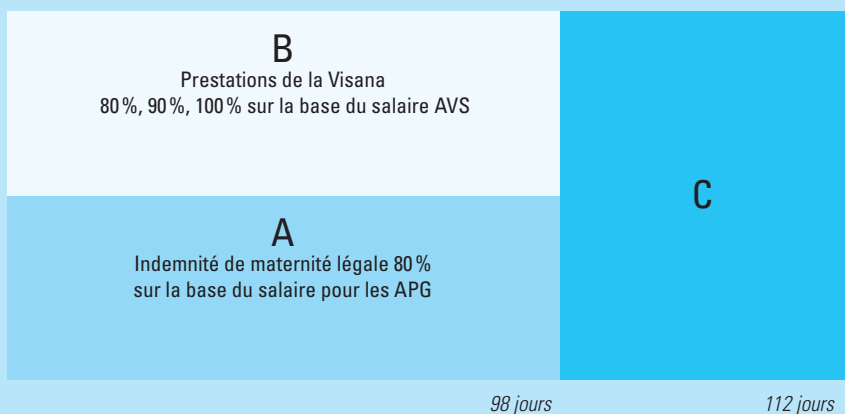 B
Prestations de la Visana
80 %, 90 %, 100 % sur la base du salaire AVS
A
Indemnité de maternité légale 80 %
sur la base du salaire pour les APG
C
98 jours
112 jours